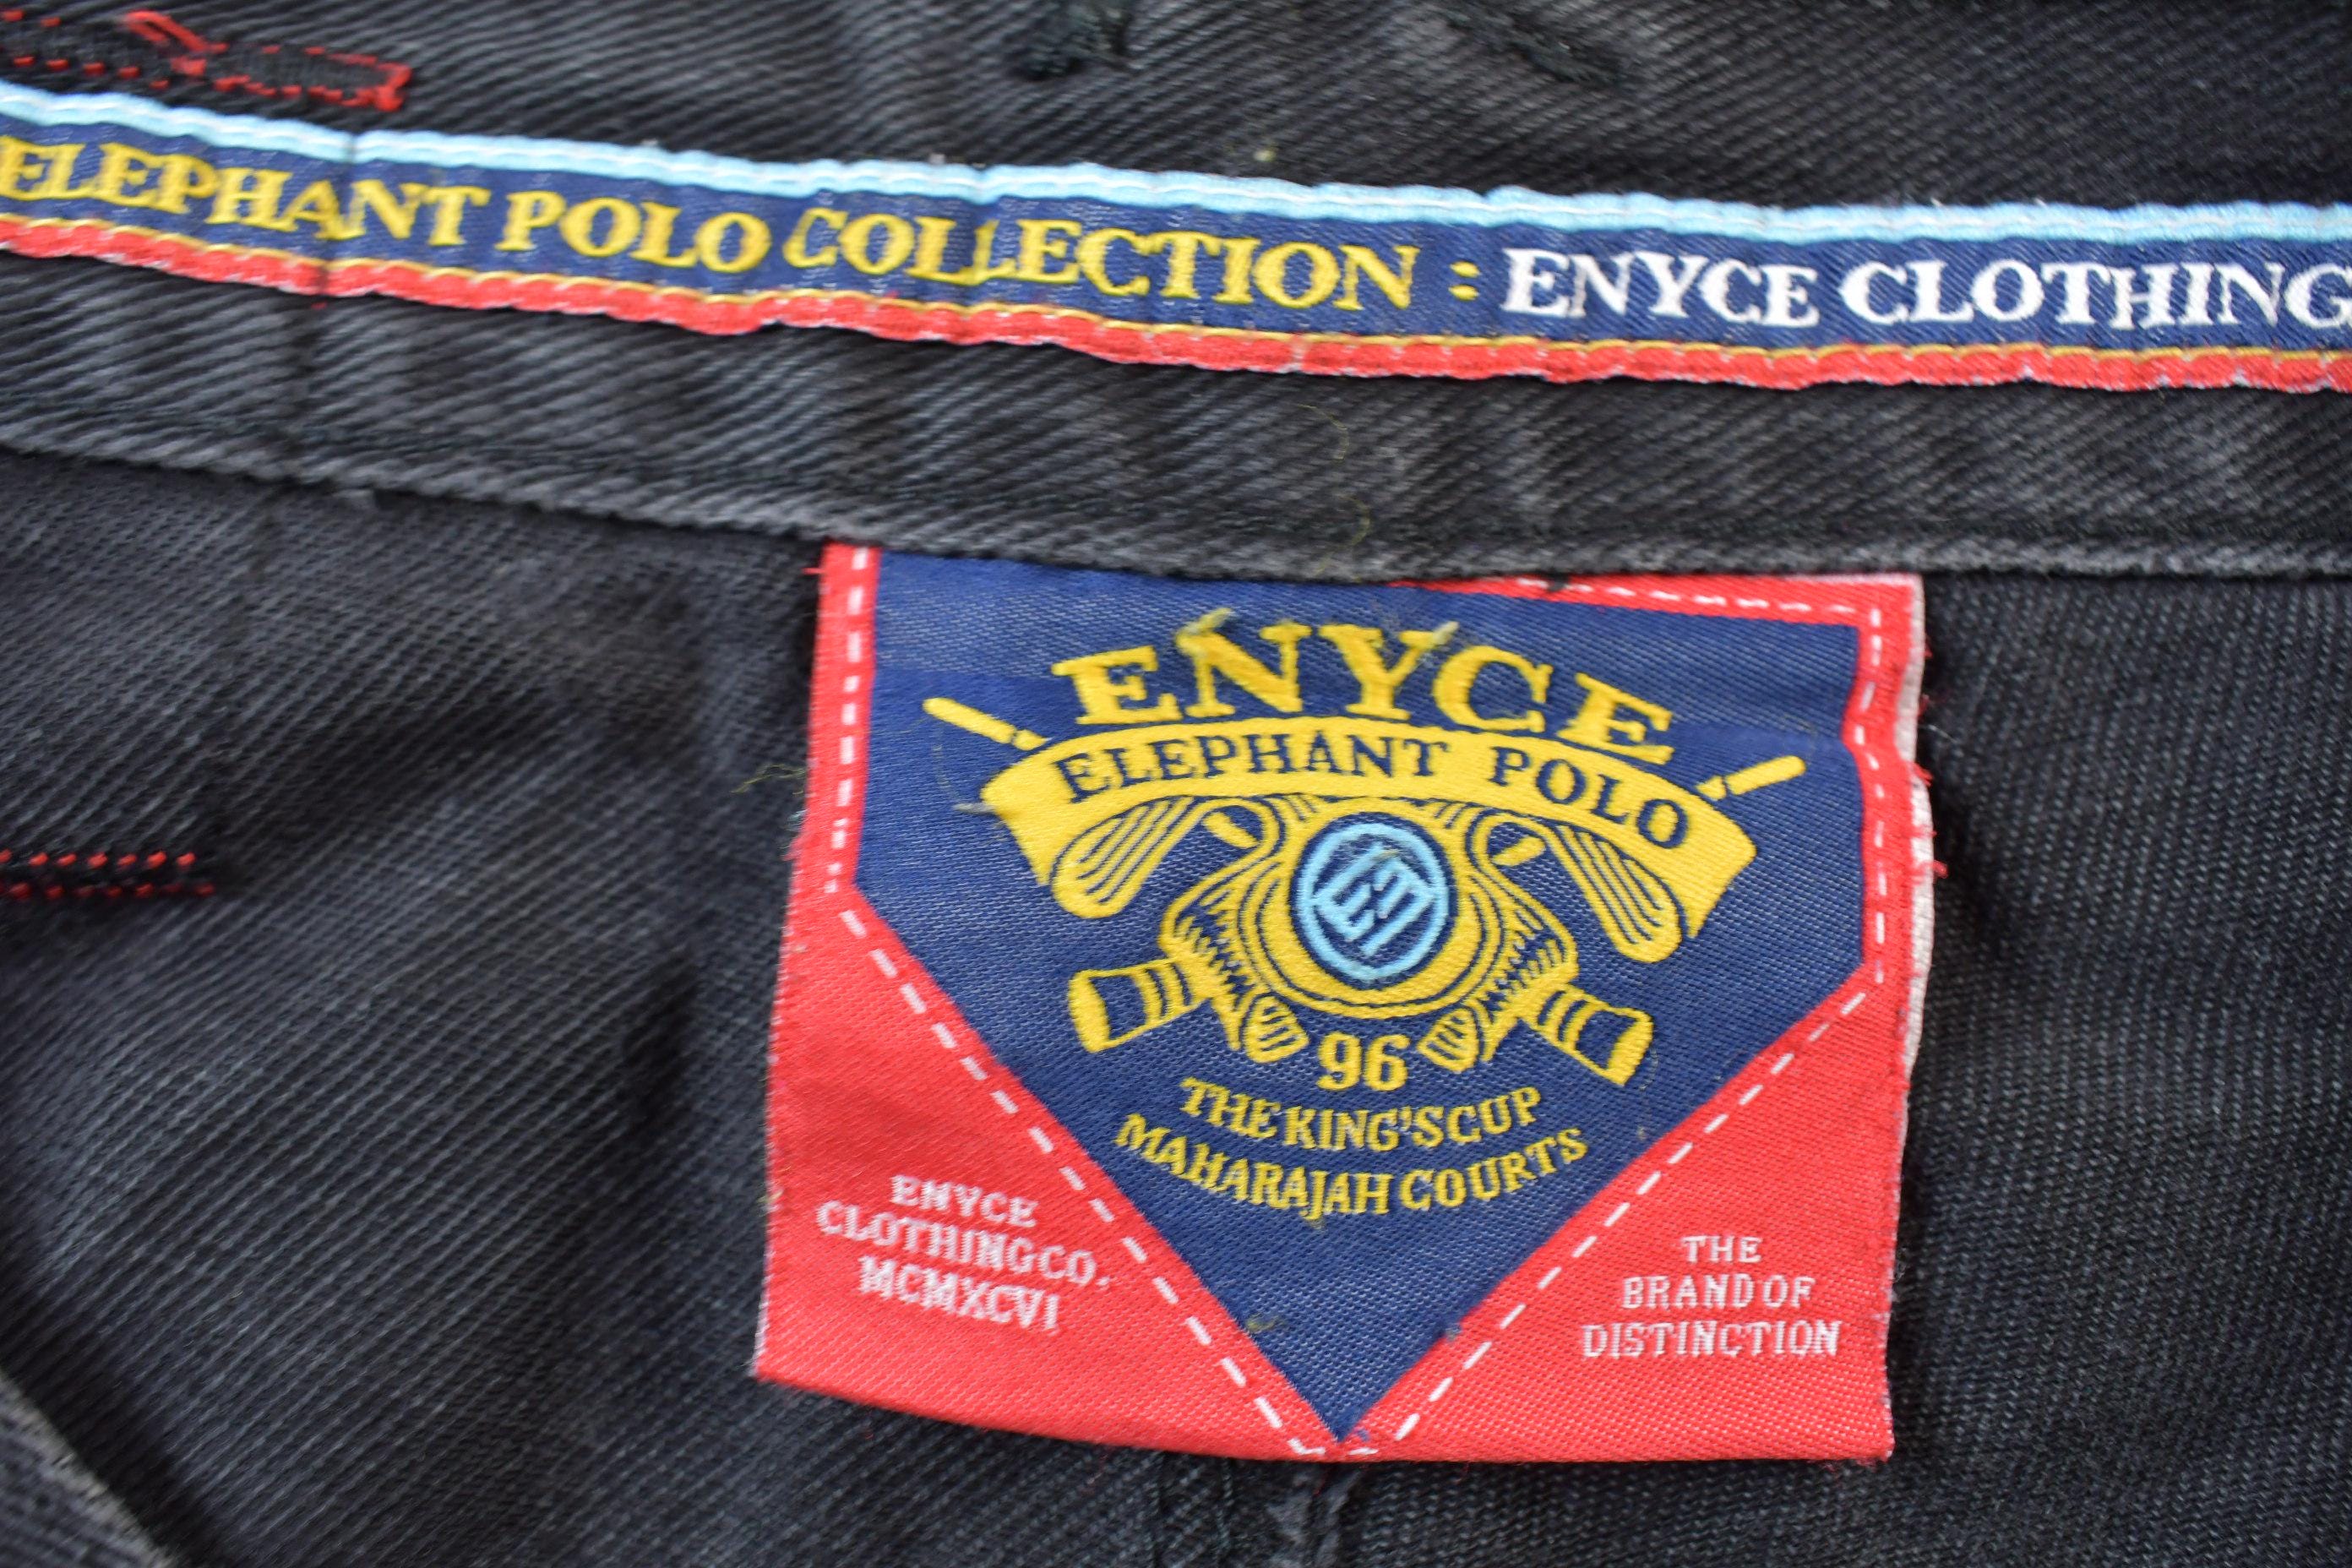 ELEPHANT POLO COLLECTION : ENYCE CLOTHING
ENYCE
ELEPHANT POLO
96
THE KING'S CUP
MAHARAJAH COURTS
ENYCE
CLOTHING CO.
MCMXCVI
THE
BRAND OF
DISTINCTION